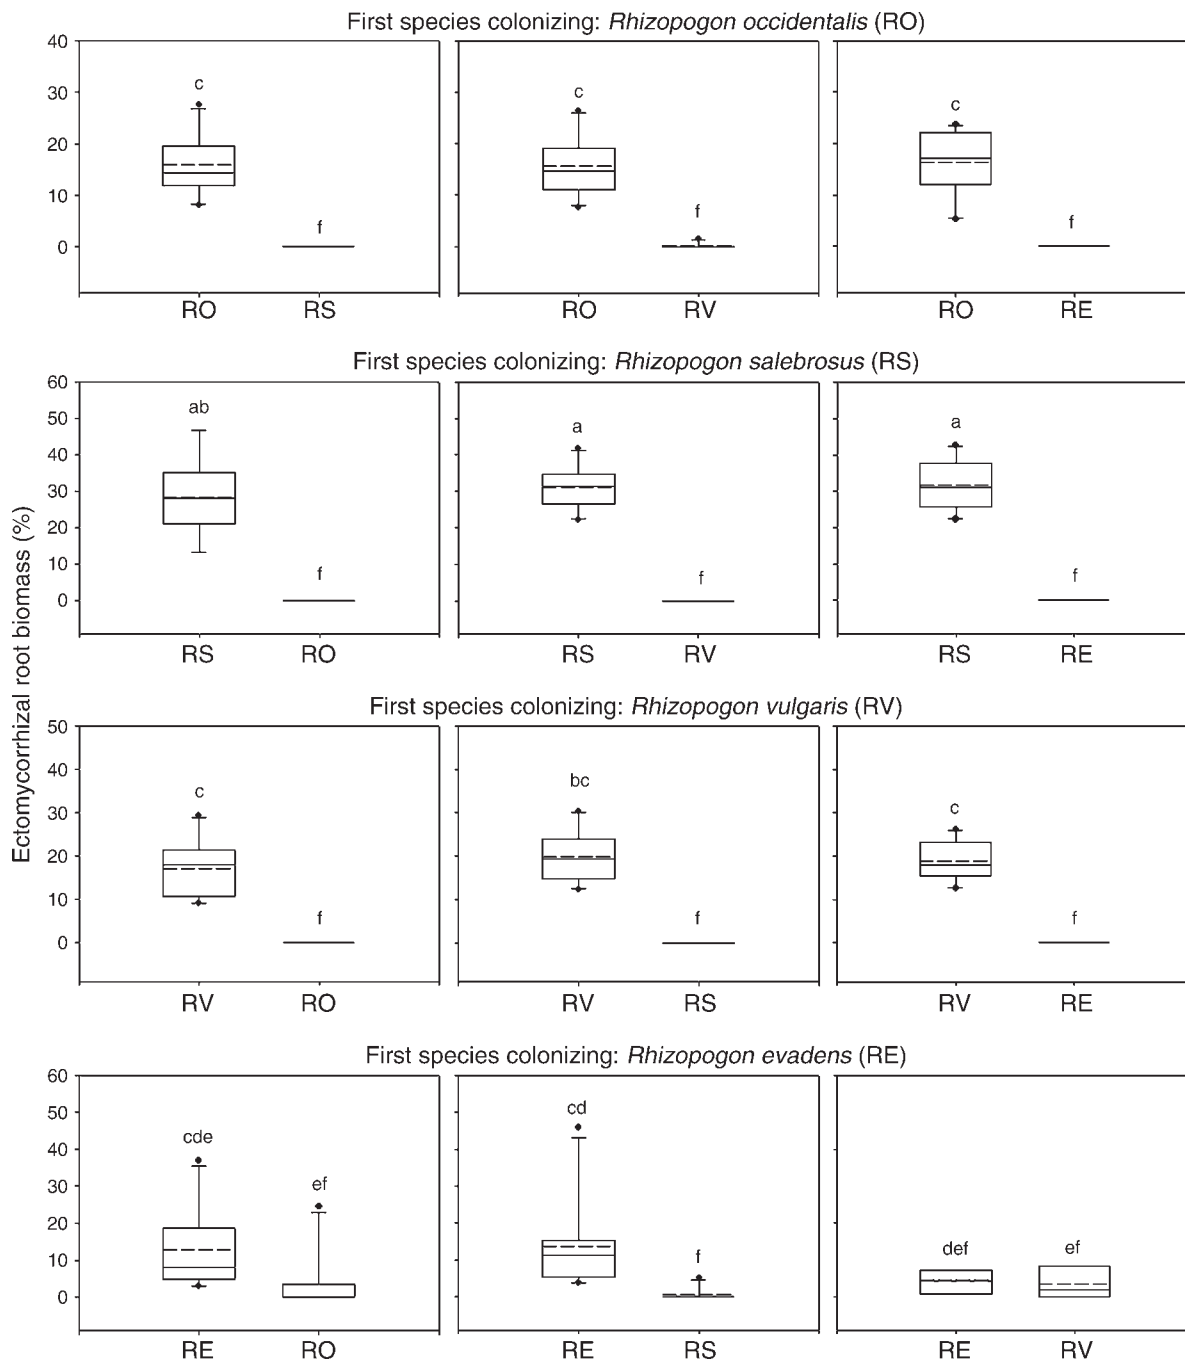 First species colonizing: Rhizopogon occidentalis (RO)
40
30
20
10
0
c
f
c
f
c
f
RO RS RO RV RO RE
First species colonizing: Rhizopogon salebrosus (RS)
60
50
40
30
20
10
0
ab
f
a
f
a
f
RS RO RS RV RS RE
Ectomycorrhizal root biomass (%)
First species colonizing: Rhizopogon vulgaris (RV)
50
40
30
20
10
0
c
f
bc
f
c
f
RV RO RV RS RV RE
First species colonizing: Rhizopogon evadens (RE)
60
50
40
30
20
10
0
cde
ef
cd
f
def
ef
RE RO RE RS RE RV